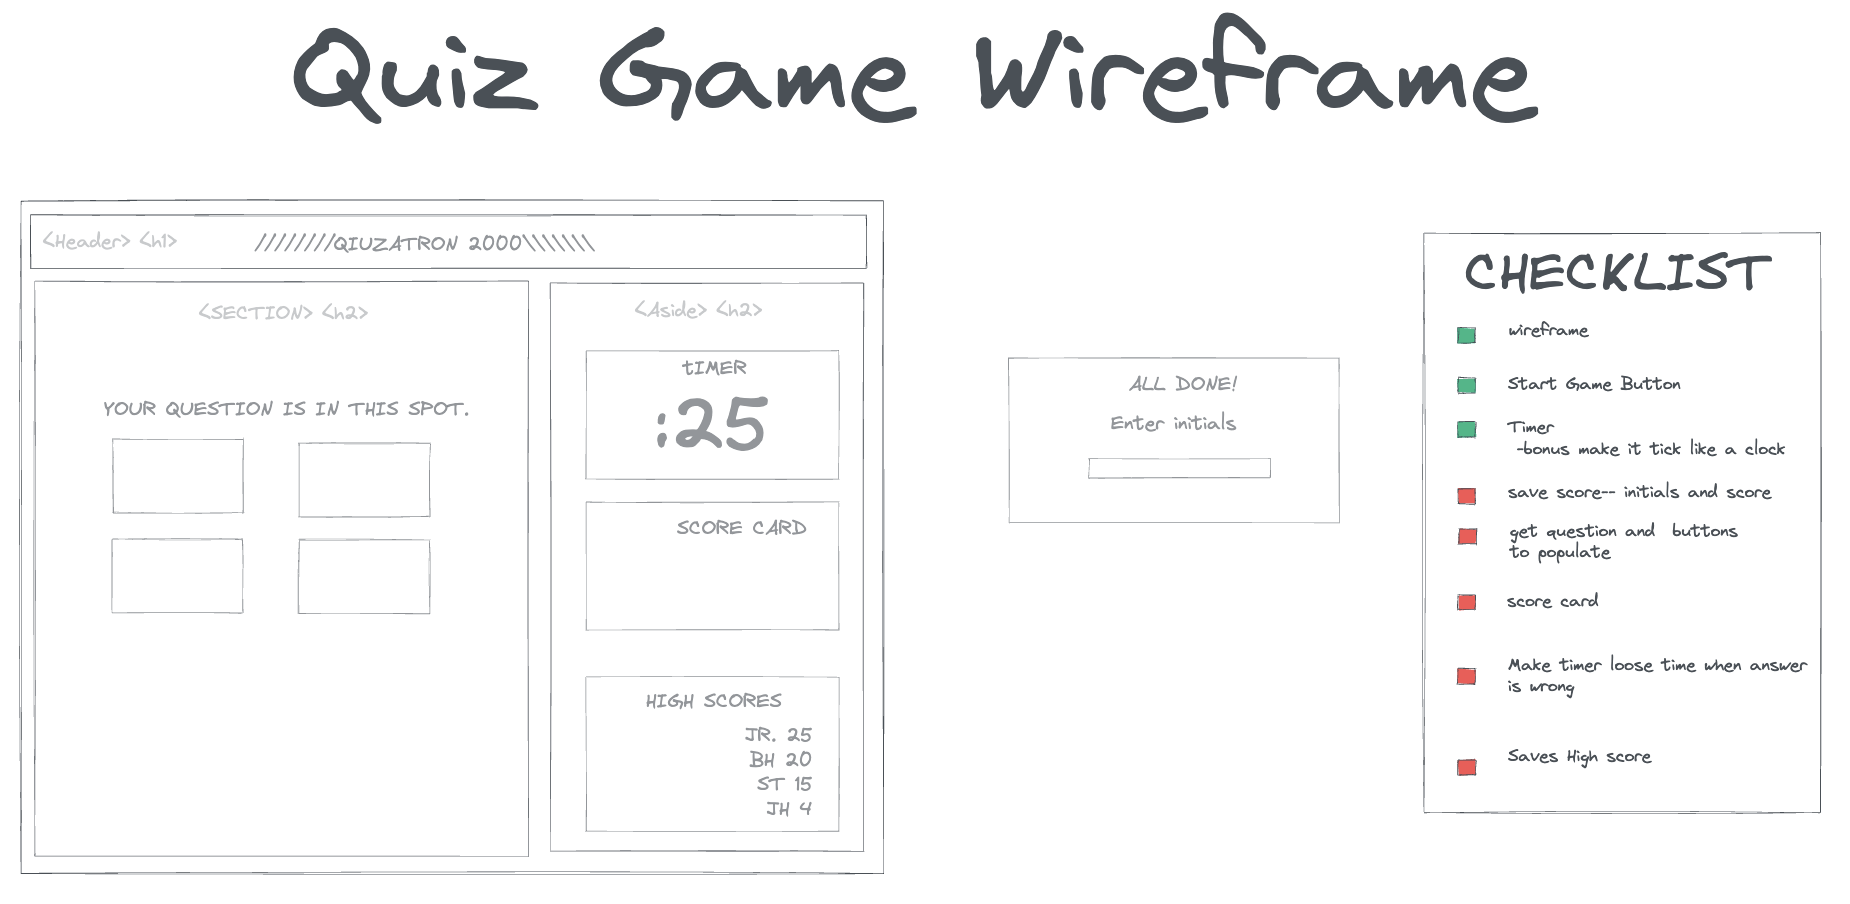 Quiz Game Wireframe
<Header> <h1>
/////////QIUZATRON 2000\\\\\\\\
<SECTION> <h2>
YOUR QUESTION IS IN THIS SPOT.
<Aside> <h2>
tIMER
:25
SCORE CARD
HIGH SCORES
JR. 25
BH 20
ST 15
JH 4
ALL DONE!
Enter initials
CHECKLIST
wireframe
Start Game Button
Timer
-bonus make it tick like a clock
save score-- initials and score
get question and buttons
to populate
score card
Make timer loose time when answer
is wrong
Saves High score